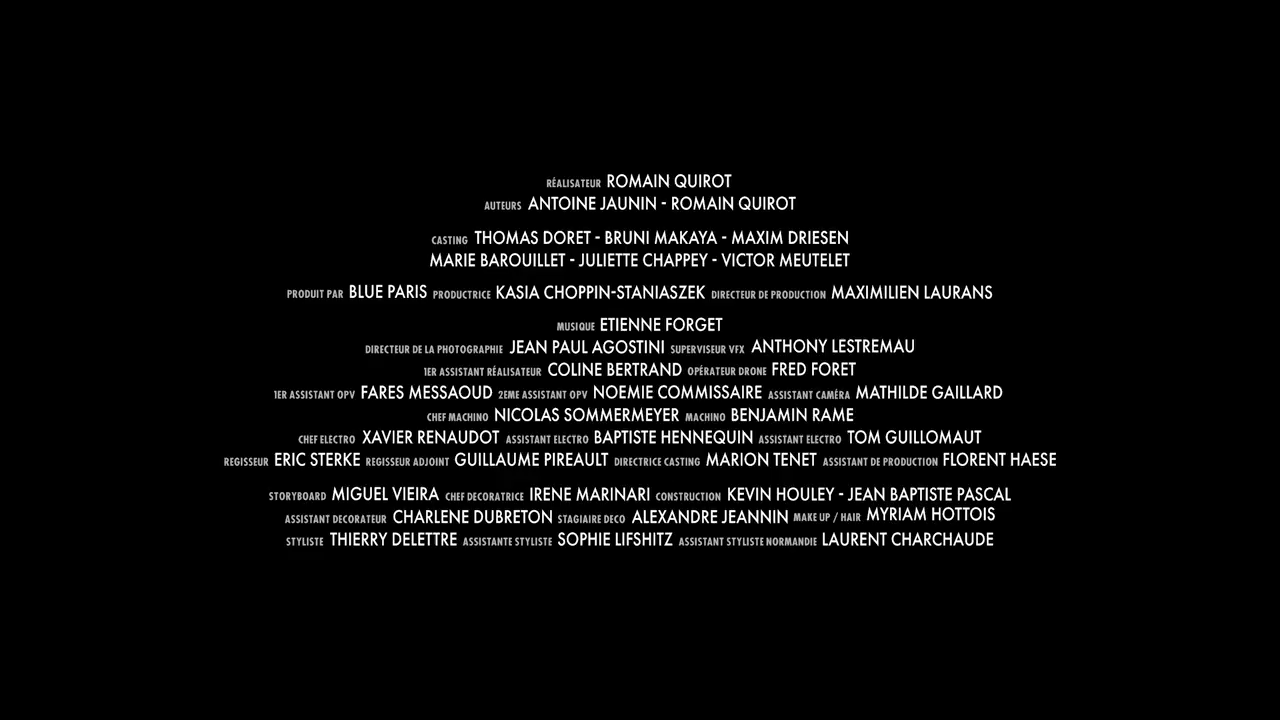 RÉALISATEUR ROMAIN QUIROT
AUTEURS ANTOINE JAUNIN - ROMAIN QUIROT
CASTING THOMAS DORET - BRUNI MAKAYA - MAXIM DRIESEN
MARIE BAROUILLET - JULIETTE CHAPPEY - VICTOR MEUTELET
PRODUIT PAR BLUE PARIS PRODUCTRICE KASIA CHOPPIN-STANIASZEK DIRECTEUR DE PRODUCTION MAXIMILIEN LAURANS
MUSIQUE ETIENNE FORGET
DIRECTEUR DE LA PHOTOGRAPHIE JEAN PAUL AGOSTINI SUPERVISEUR VFX ANTHONY LESTREMAU
1ER ASSISTANT RÉALISATEUR COLINE BERTRAND OPÉRATEUR DRONE FRED FORET
1ER ASSISTANT OPV FARES MESSAOUD 2EME ASSISTANT OPV NOEMIE COMMISSAIRE ASSISTANT CAMÉRA MATHILDE GAILLARD
CHEF MACHINO NICOLAS SOMMERMEYER MACHINO BENJAMIN RAME
CHEF ELECTRO XAVIER RENAUDOT ASSISTANT ELECTRO BAPTISTE HENNEQUIN ASSISTANT ELECTRO TOM GUILLOMAUT
REGISSEUR ERIC STERKE REGISSEUR ADJOINT GUILLAUME PIREAULT DIRECTRICE CASTING MARION TENET ASSISTANT DE PRODUCTION FLORENT HAESE
STORYBOARD MIGUEL VIEIRA CHEF DECORATRICE IRENE MARINARI CONSTRUCTION KEVIN HOULEY - JEAN BAPTISTE PASCAL
ASSISTANT DECORATEUR CHARLENE DUBRETON STAGIAIRE DECO ALEXANDRE JEANNIN MAKE UP / HAIR MYRIAM HOTTOIS
STYLISTE THIERRY DELETTRE ASSISTANTE STYLISTE SOPHIE LIFSHITZ ASSISTANT STYLISTE NORMANDIE LAURENT CHARCHAUDE